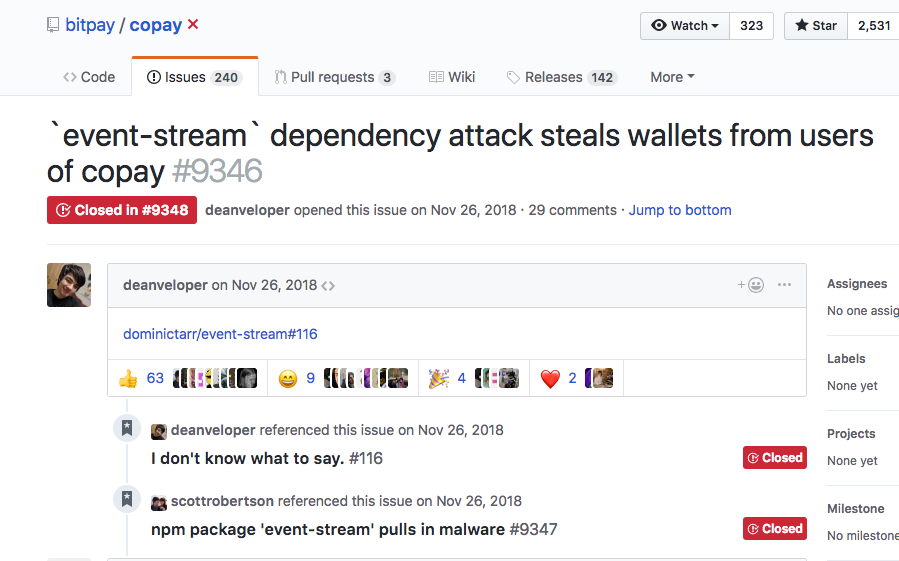 bitpay / copay
Watch 323 Star 2,531
Code Issues 240 Pull requests 3 Wiki Releases 142 More
`event-stream` dependency attack steals wallets from users
of copay #9346
Closed in #9348 deanveloper opened this issue on Nov 26, 2018 · 29 comments · Jump to bottom
deanveloper on Nov 26, 2018
Assignees
No one assig
dominictarr/event-stream#116
Labels
None yet
63 9 4 2
deanveloper referenced this issue on Nov 26, 2018
I don't know what to say. #116
Closed
Projects
None yet
scottrobertson referenced this issue on Nov 26, 2018
npm package 'event-stream' pulls in malware #9347
Closed
Milestone
No milestone